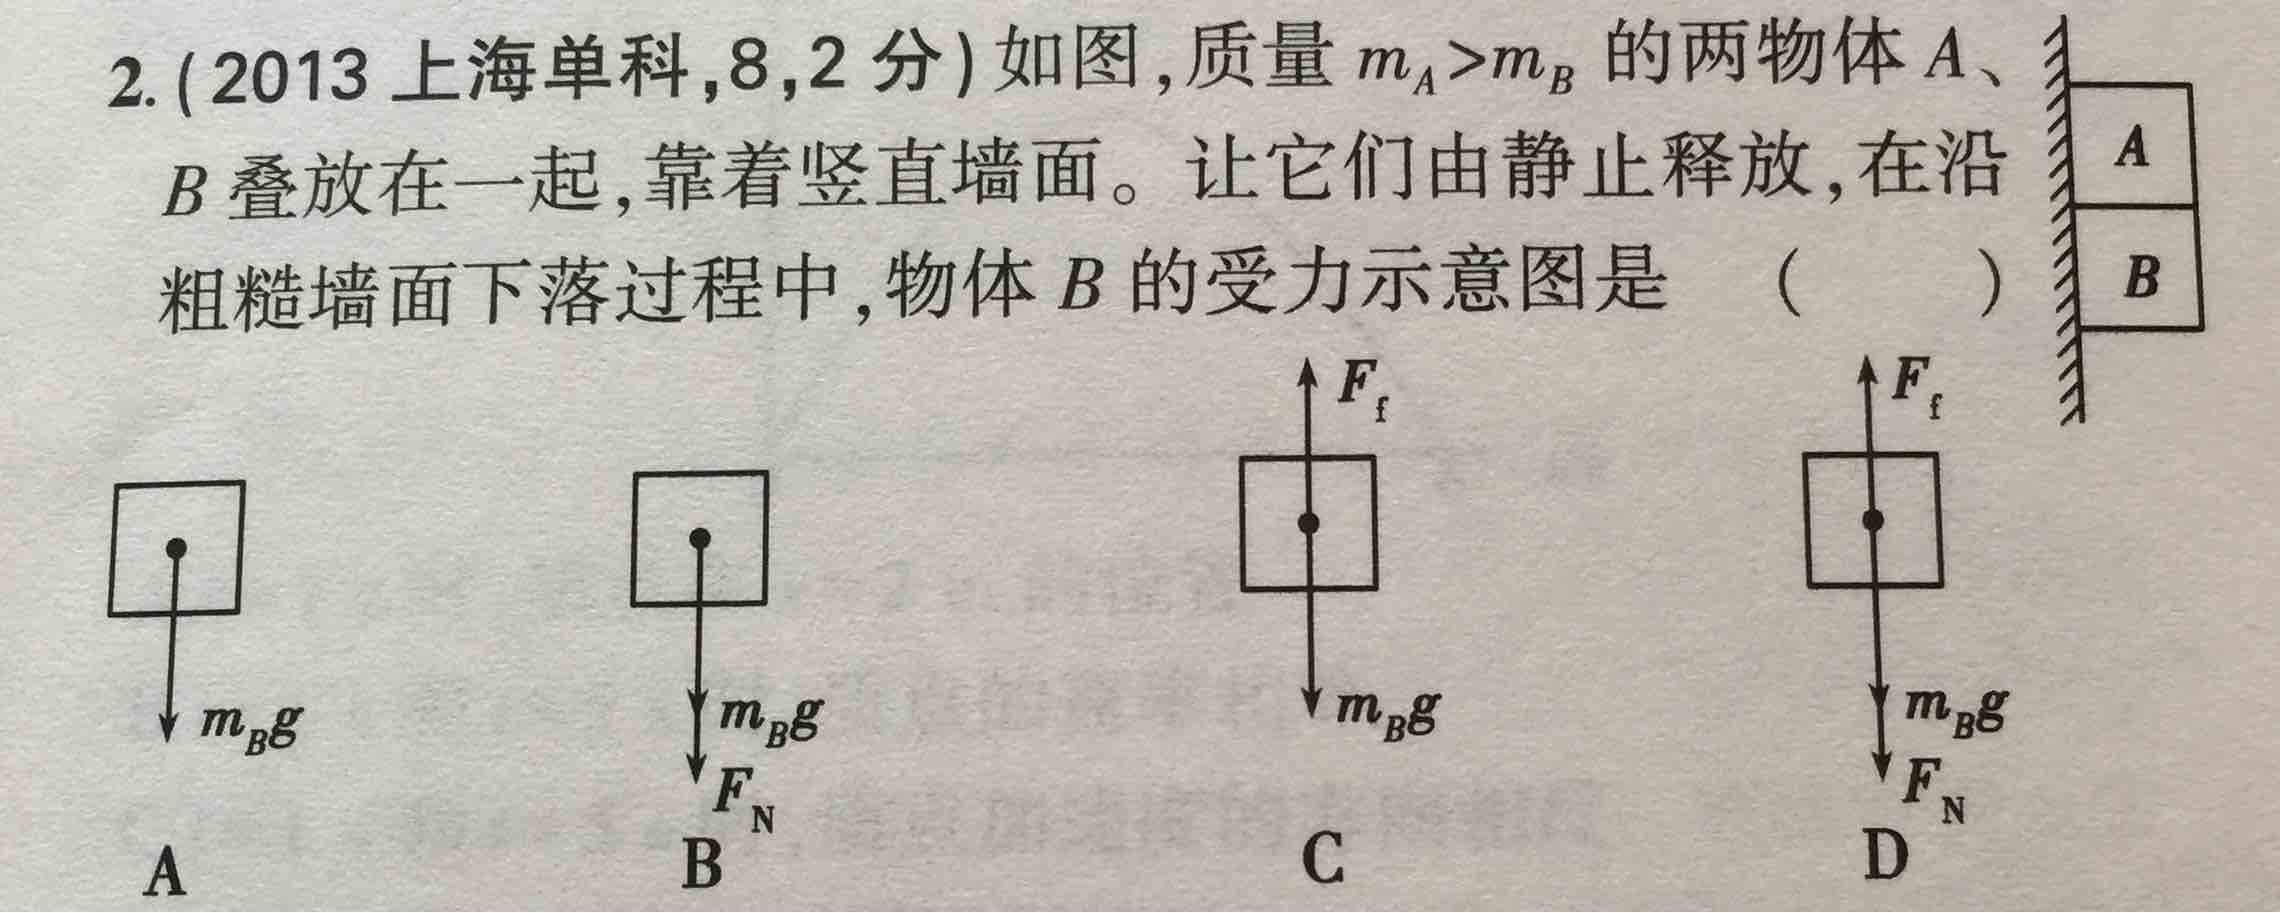 2. (2013 上海单科,8,2 分)如图,质量 m_A>m_B 的两物体 A、
B 叠放在一起,靠着竖直墙面。让它们由静止释放,在沿
粗糙墙面下落过程中,物体 B 的受力示意图是 (   )
A
B
F_f
F_f
m_Bg
m_Bg
m_Bg
m_Bg
F_N
F_N
A
B
C
D